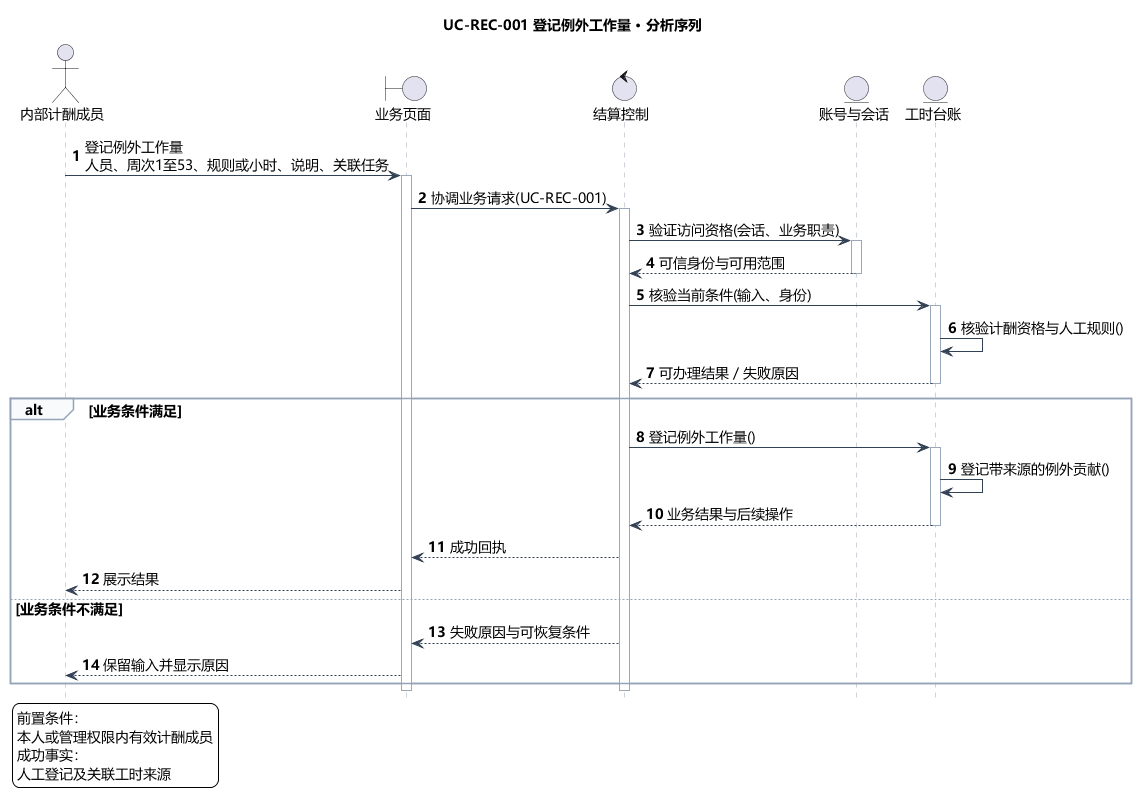 UC-REC-001 登记例外工作量 · 分析序列
内部计酬成员
业务页面
结算控制
账号与会话
工时台账
1 登记例外工作量
人员、周次1至53、规则或小时、说明、关联任务
2 协调业务请求(UC-REC-001)
3 验证访问资格(会话、业务职责)
4 可信身份与可用范围
5 核验当前条件(输入、身份)
6 核验计酬资格与人工规则()
7 可办理结果 / 失败原因
alt [业务条件满足]
8 登记例外工作量()
9 登记带来源的例外贡献()
10 业务结果与后续操作
11 成功回执
12 展示结果
[业务条件不满足]
13 失败原因与可恢复条件
14 保留输入并显示原因
前置条件：
本人或管理权限内有效计酬成员
成功事实：
人工登记及关联工时来源